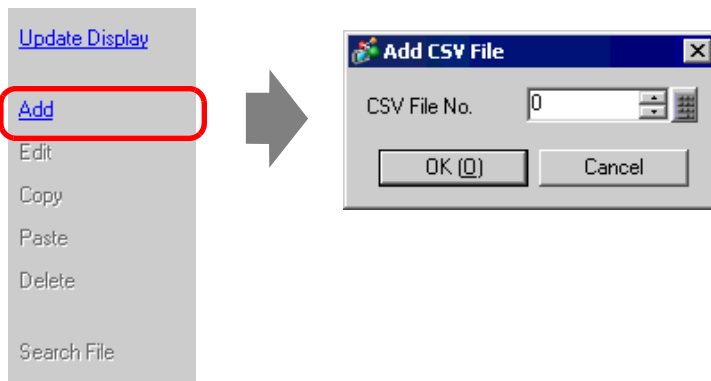 Update Display
Add
Edit
Copy
Paste
Delete
Search File
Add CSV File
CSV File No.
0
OK (O)
Cancel